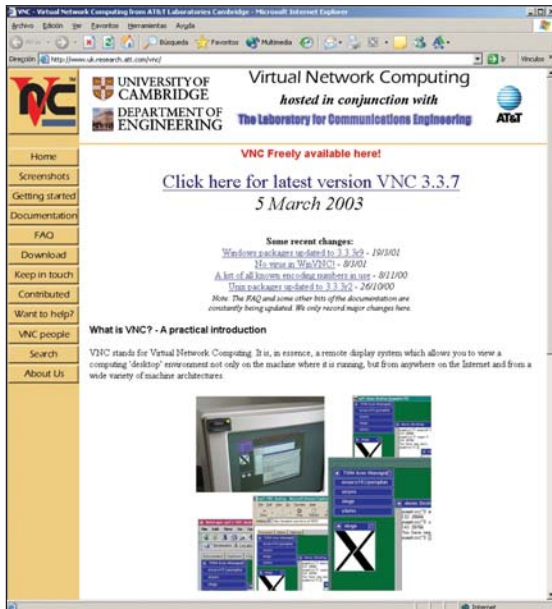 VNC - Virtual Network Computing from AT&T Laboratories Cambridge - Microsoft Internet Explorer
Archivo Edición Ver Favoritos Herramientas Ayuda
Búsqueda Favoritos Multimedia
Dirección http://www.uk.research.att.com/vnc/ Ir Vínculos
VNC
UNIVERSITY OF
CAMBRIDGE
DEPARTMENT OF
ENGINEERING
Virtual Network Computing
hosted in conjunction with
The Laboratory for Communications Engineering
AT&T
Home
Screenshots
Getting started
Documentation
FAQ
Download
Keep in touch
Contributed
Want to help?
VNC people
Search
About Us
VNC Freely available here!
Click here for latest version VNC 3.3.7
5 March 2003
Some recent changes:
Windows packages updated to 3.3.3r9 - 19/3/01
No virus in WinVNC! - 8/3/01
A list of all known encoding numbers in use - 8/11/00
Unix packages updated to 3.3.3r2 - 26/10/00
Note: The FAQ and some other bits of the documentation are
constantly being updated. We only record major changes here.
What is VNC? - A practical introduction
VNC stands for Virtual Network Computing. It is, in essence, a remote display system which allows you to view a
computing 'desktop' environment not only on the machine where it is running, but from anywhere on the Internet and from a
wide variety of machine architectures.
Internet